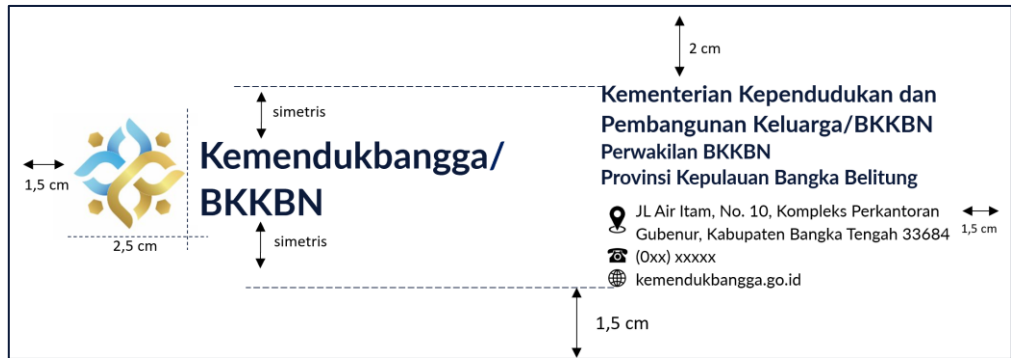 2 cm
simetris
1,5 cm
2,5 cm
Kemendukbangga/
BKKBN
simetris
Kementerian Kependudukan dan
Pembangunan Keluarga/BKKBN
Perwakilan BKKBN
Provinsi Kepulauan Bangka Belitung
JL Air Itam, No. 10, Kompleks Perkantoran
Gubenur, Kabupaten Bangka Tengah 33684
(0xx) xxxxx
kemendukbangga.go.id
1,5 cm
1,5 cm